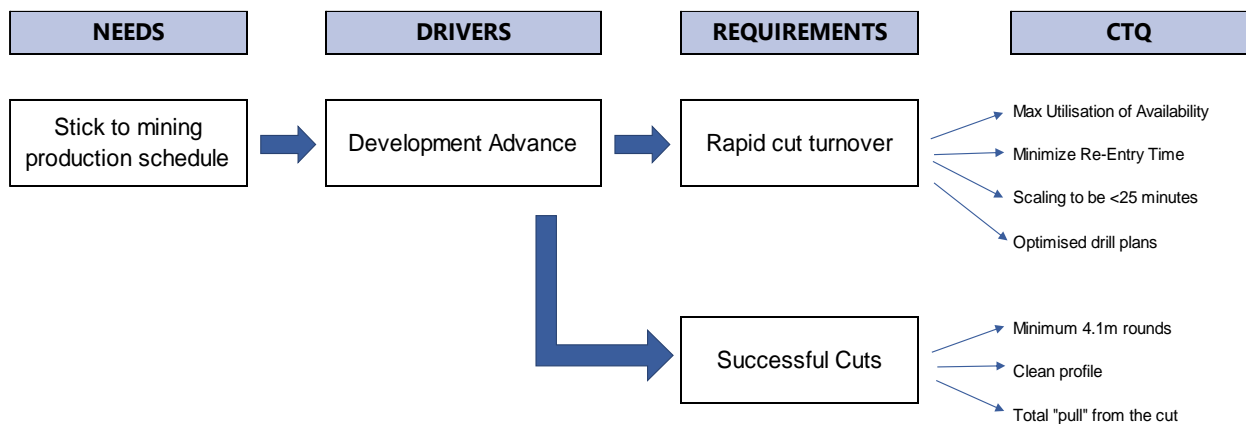 NEEDS
DRIVERS
REQUIREMENTS
CTQ
Stick to mining
production schedule
Development Advance
Rapid cut turnover
Max Utilisation of Availability
Minimize Re-Entry Time
Scaling to be <25 minutes
Optimised drill plans
Successful Cuts
Minimum 4.1m rounds
Clean profile
Total "pull" from the cut